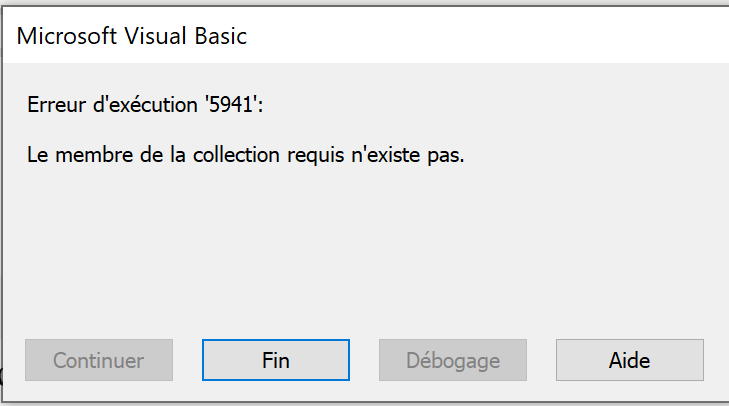 Microsoft Visual Basic
Erreur d'exécution '5941':
Le membre de la collection requis n'existe pas.
Continuer
Fin
Débogage
Aide